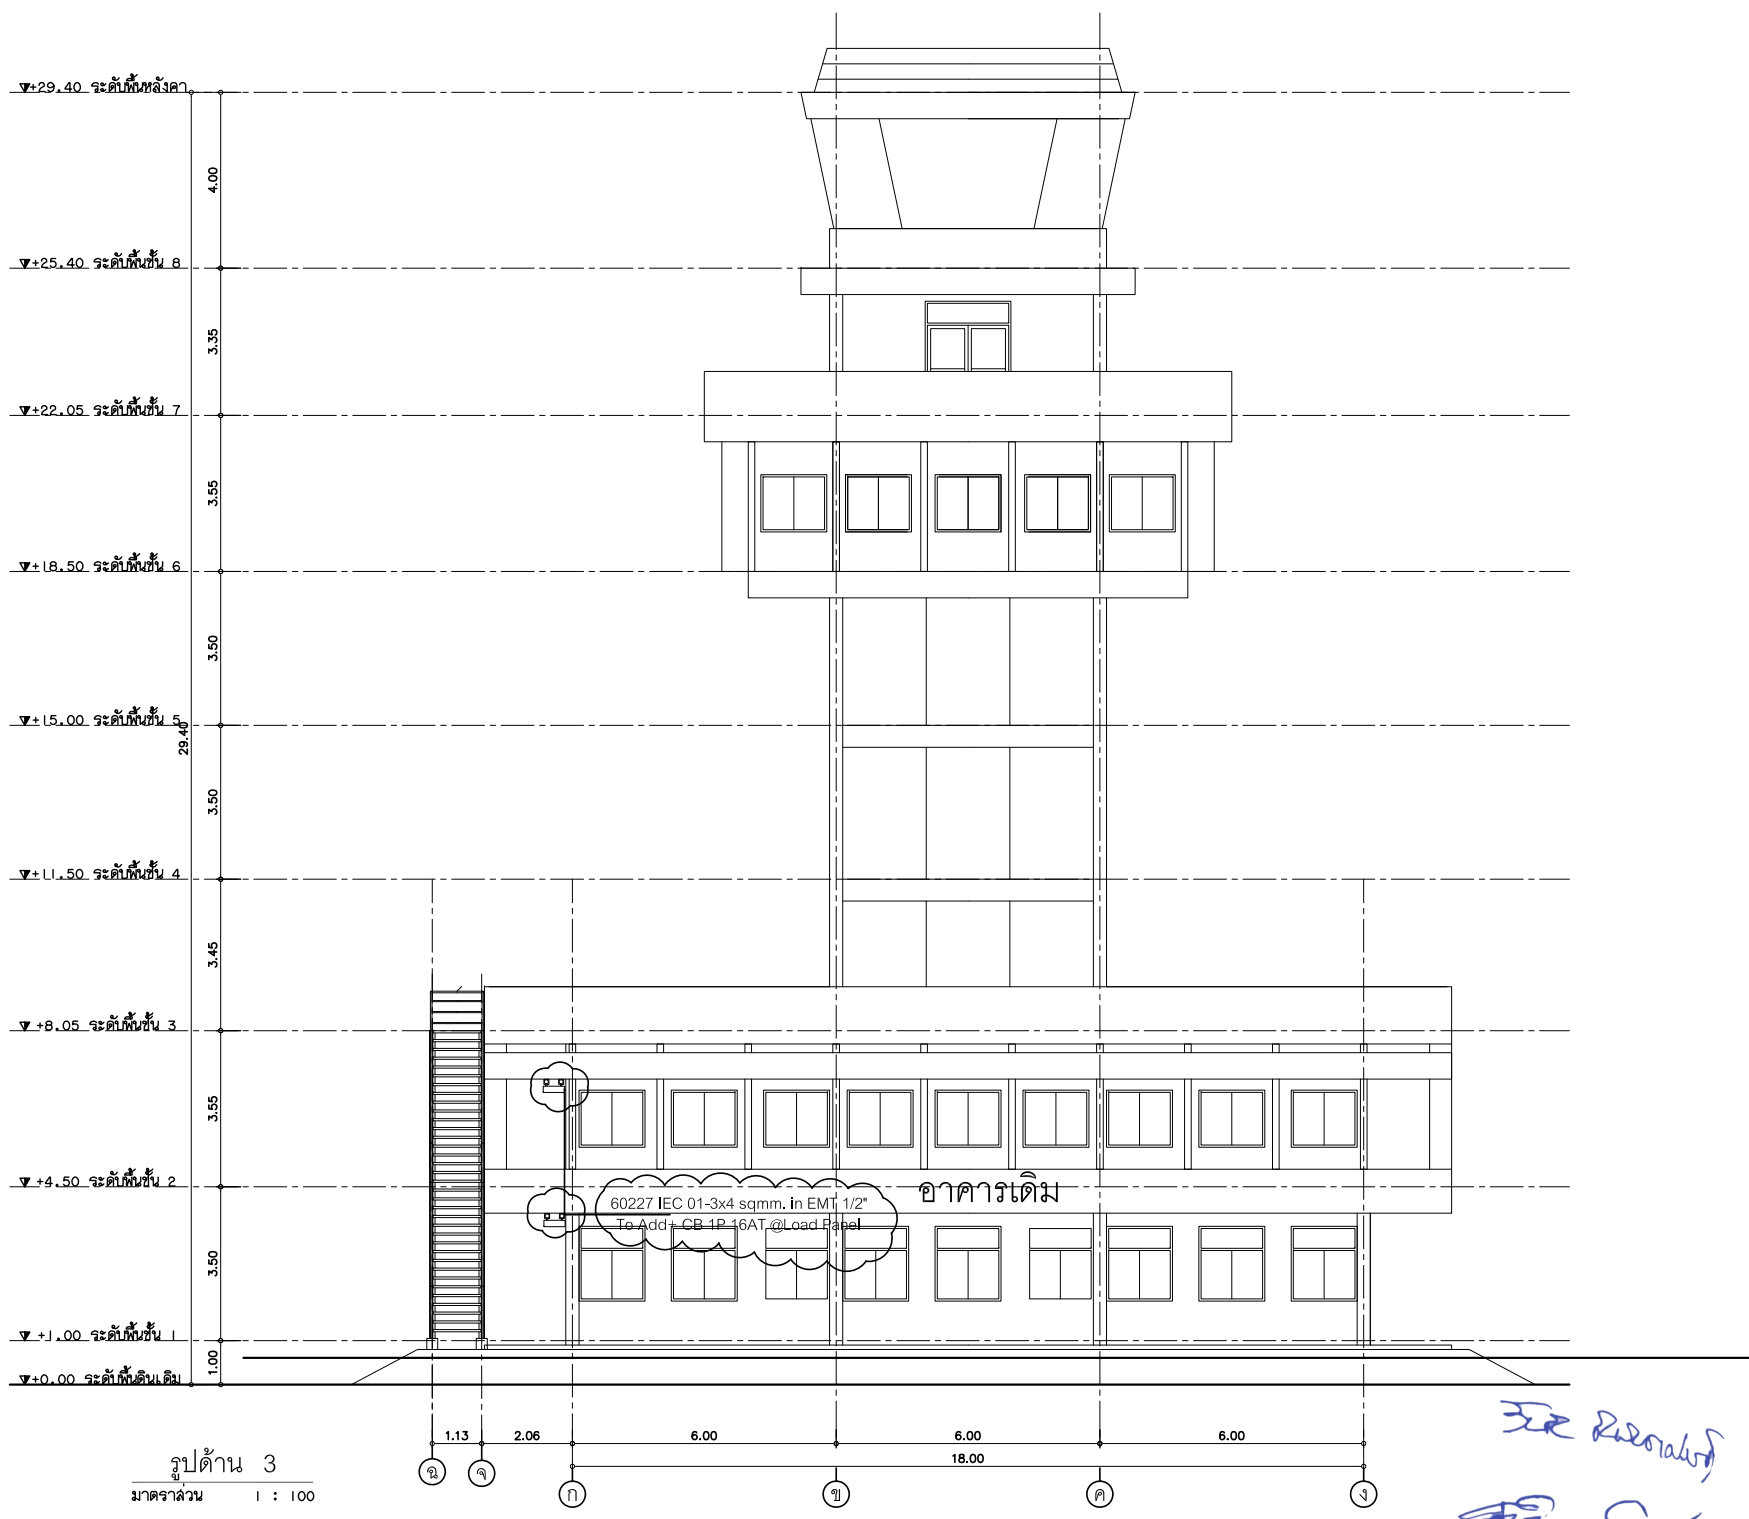 +29.40 ระดับพื้นหลังคา
4.00
+25.40 ระดับพื้นชั้น 8
3.35
+22.05 ระดับพื้นชั้น 7
3.55
+18.50 ระดับพื้นชั้น 6
3.50
+15.00 ระดับพื้นชั้น 5
29.40
3.50
+11.50 ระดับพื้นชั้น 4
3.45
+8.05 ระดับพื้นชั้น 3
3.55
+4.50 ระดับพื้นชั้น 2
อาคารเดิม
60227 IEC 01-3x4 sqmm. in EMT 1/2"
To Add+ CB 1P 16AT @Load Panel
3.50
+1.00 ระดับพื้นชั้น 1
1.00
+0.00 ระดับพื้นดินเดิม
1.13 2.06 6.00 6.00 6.00
18.00
ฉ จ ก ข ค ง
รูปด้าน 3
มาตราส่วน 1 : 100